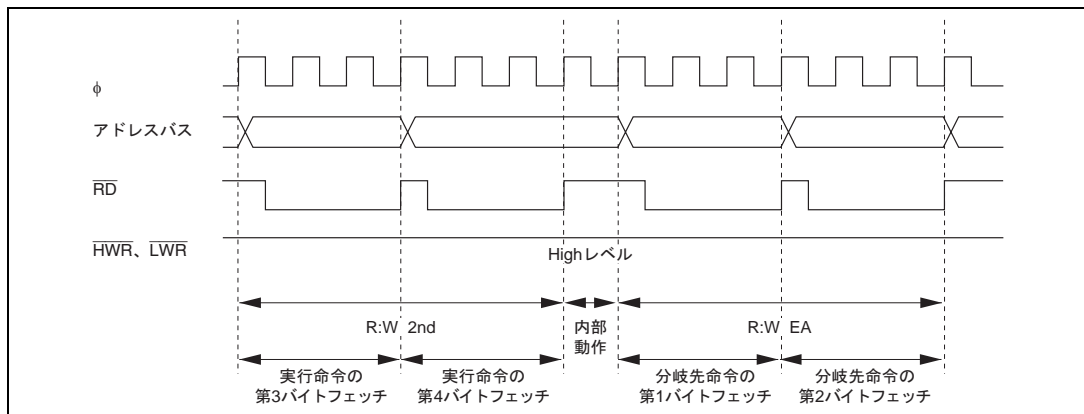 φ
アドレスバス
RD
HWR、LWR
Highレベル
R:W 2nd
内部
動作
R:W EA
実行命令の
第3バイトフェッチ
実行命令の
第4バイトフェッチ
分岐先命令の
第1バイトフェッチ
分岐先命令の
第2バイトフェッチ